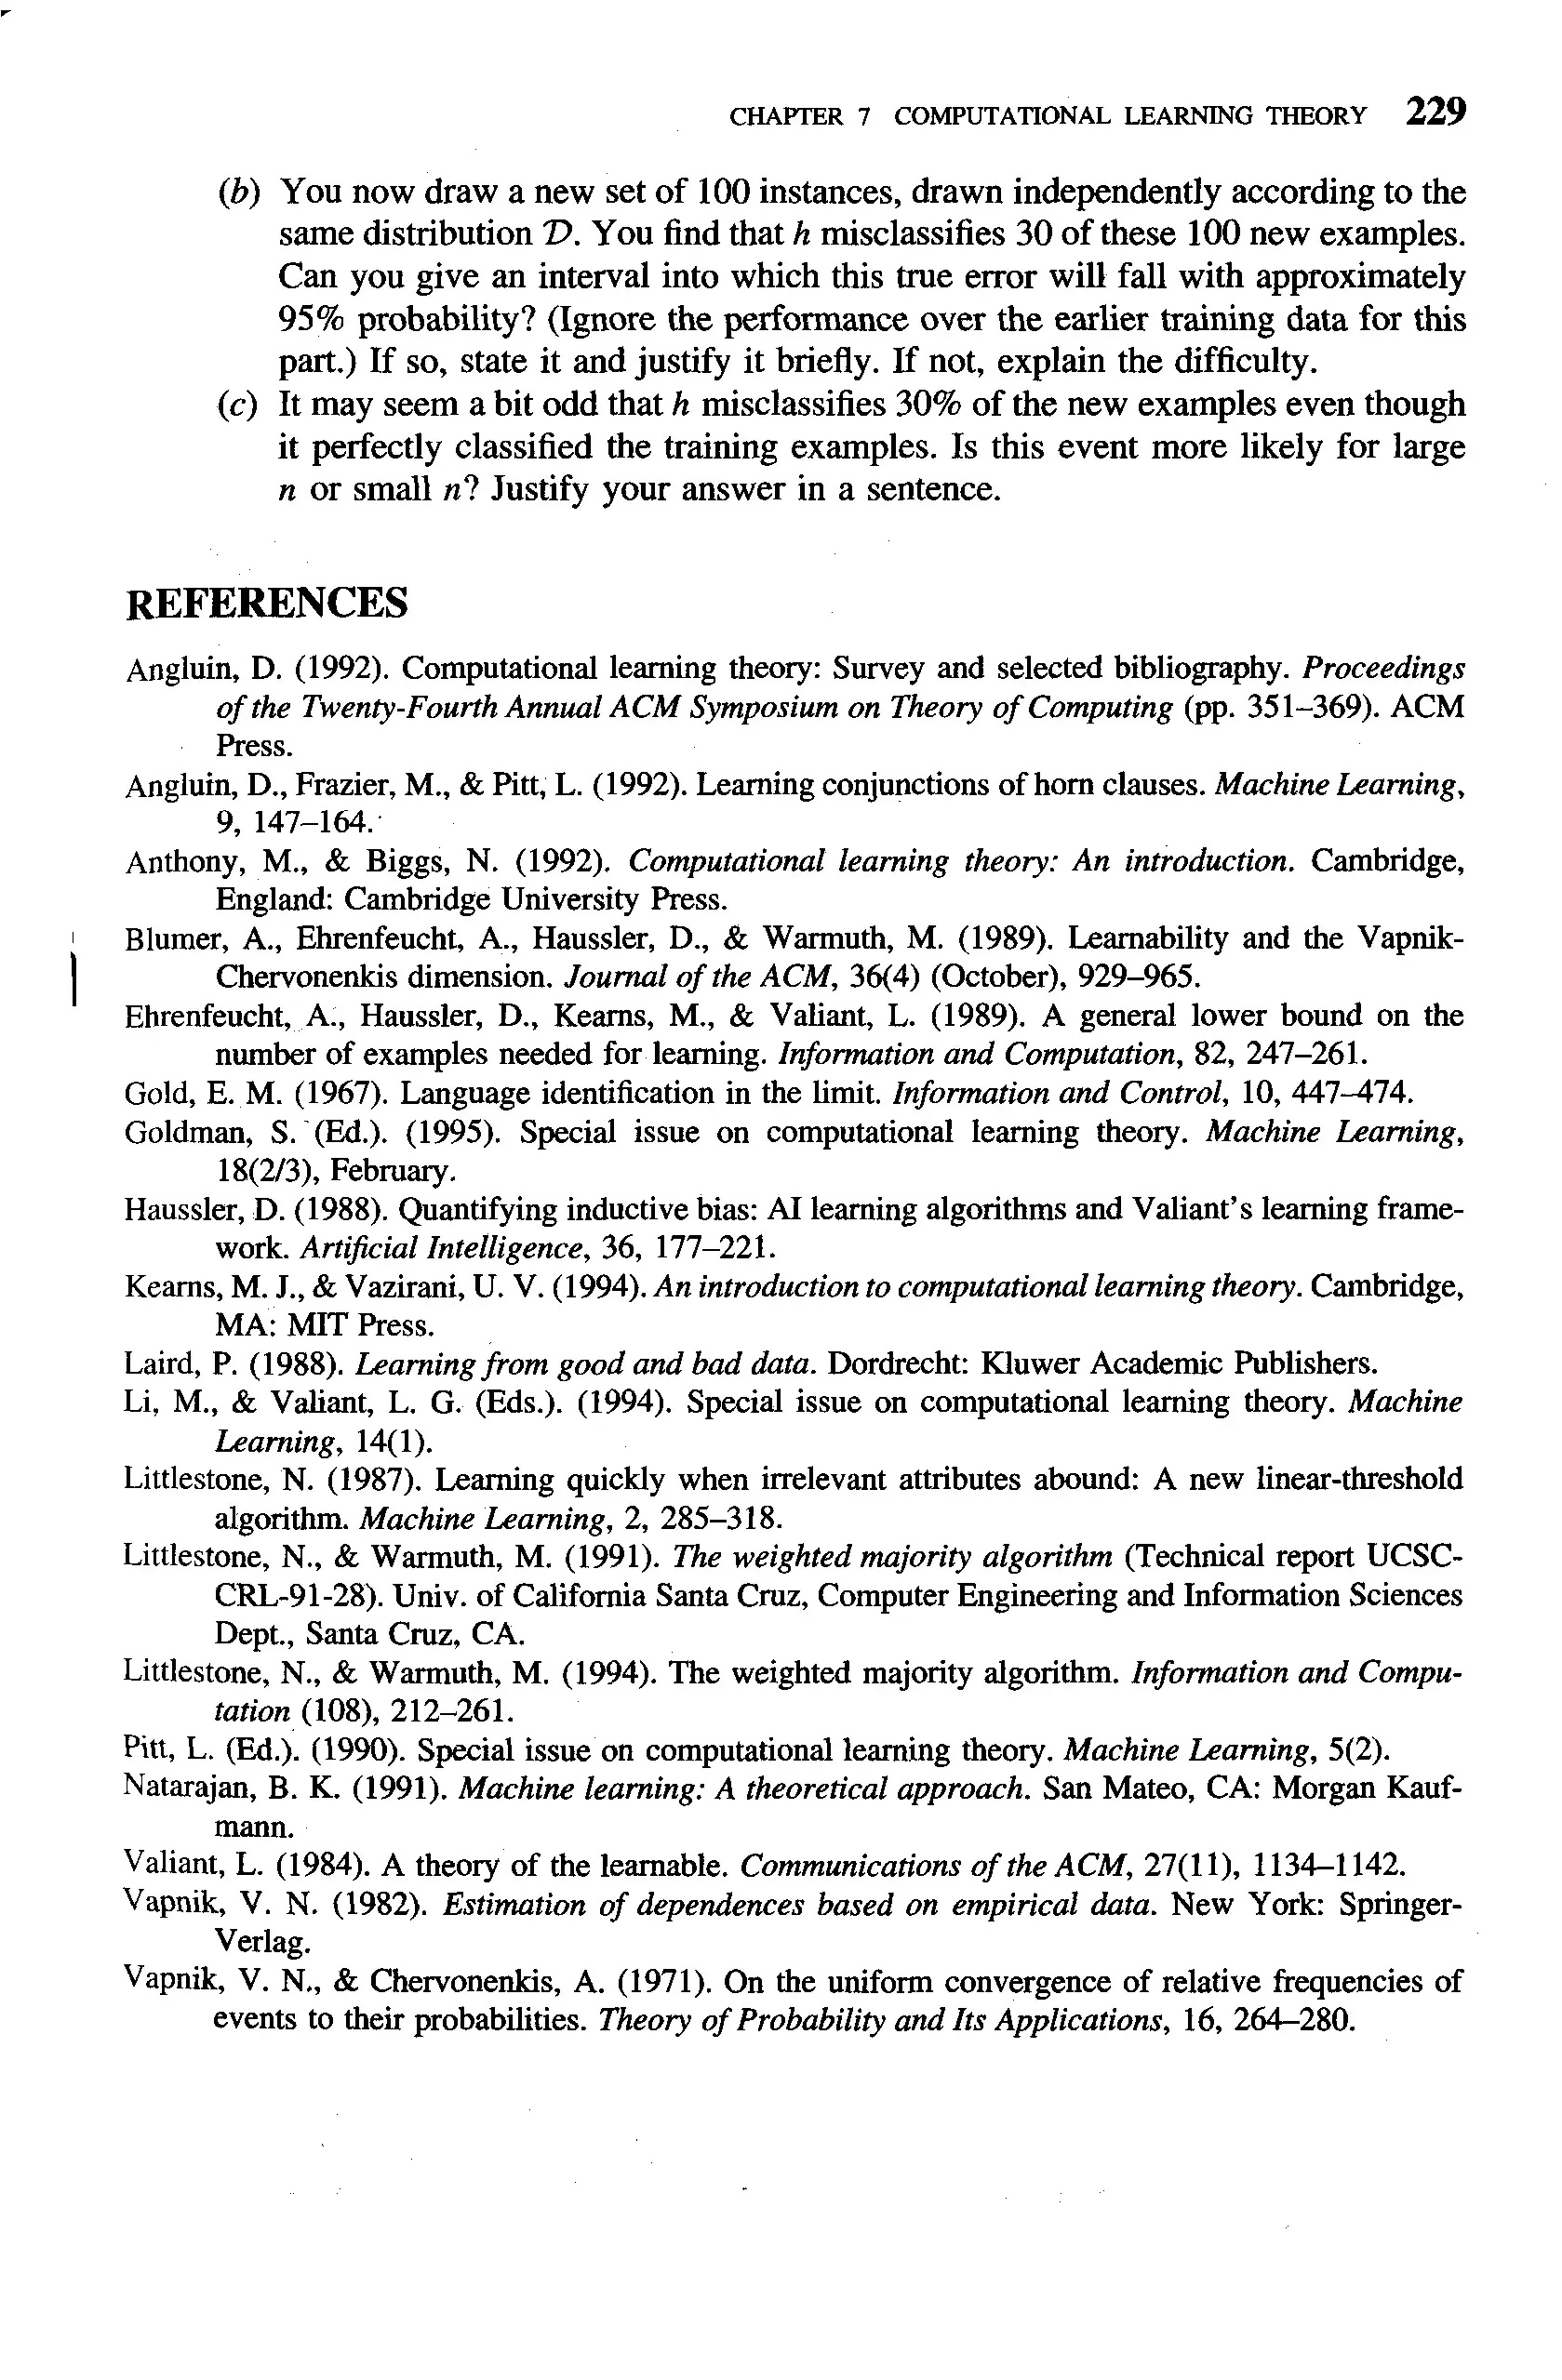 CHAPTER 7 COMPUTATIONAL LEARNING THEORY 229
(b) You now draw a new set of 100 instances, drawn independently according to the
same distribution D. You find that h misclassifies 30 of these 100 new examples.
Can you give an interval into which this true error will fall with approximately
95% probability? (Ignore the performance over the earlier training data for this
part.) If so, state it and justify it briefly. If not, explain the difficulty.
(c) It may seem a bit odd that h misclassifies 30% of the new examples even though
it perfectly classified the training examples. Is this event more likely for large
n or small n? Justify your answer in a sentence.
REFERENCES
Angluin, D. (1992). Computational learning theory: Survey and selected bibliography. Proceedings
of the Twenty-Fourth Annual ACM Symposium on Theory of Computing (pp. 351–369). ACM
Press.
Angluin, D., Frazier, M., & Pitt, L. (1992). Learning conjunctions of horn clauses. Machine Learning,
9, 147–164.
Anthony, M., & Biggs, N. (1992). Computational learning theory: An introduction. Cambridge,
England: Cambridge University Press.
Blumer, A., Ehrenfeucht, A., Haussler, D., & Warmuth, M. (1989). Learnability and the Vapnik-
Chervonenkis dimension. Journal of the ACM, 36(4) (October), 929–965.
Ehrenfeucht, A., Haussler, D., Kearns, M., & Valiant, L. (1989). A general lower bound on the
number of examples needed for learning. Information and Computation, 82, 247–261.
Gold, E. M. (1967). Language identification in the limit. Information and Control, 10, 447–474.
Goldman, S. (Ed.). (1995). Special issue on computational learning theory. Machine Learning,
18(2/3), February.
Haussler, D. (1988). Quantifying inductive bias: AI learning algorithms and Valiant's learning frame-
work. Artificial Intelligence, 36, 177–221.
Kearns, M. J., & Vazirani, U. V. (1994). An introduction to computational learning theory. Cambridge,
MA: MIT Press.
Laird, P. (1988). Learning from good and bad data. Dordrecht: Kluwer Academic Publishers.
Li, M., & Valiant, L. G. (Eds.). (1994). Special issue on computational learning theory. Machine
Learning, 14(1).
Littlestone, N. (1987). Learning quickly when irrelevant attributes abound: A new linear-threshold
algorithm. Machine Learning, 2, 285–318.
Littlestone, N., & Warmuth, M. (1991). The weighted majority algorithm (Technical report UCSC-
CRL-91-28). Univ. of California Santa Cruz, Computer Engineering and Information Sciences
Dept., Santa Cruz, CA.
Littlestone, N., & Warmuth, M. (1994). The weighted majority algorithm. Information and Compu-
tation (108), 212–261.
Pitt, L. (Ed.). (1990). Special issue on computational learning theory. Machine Learning, 5(2).
Natarajan, B. K. (1991). Machine learning: A theoretical approach. San Mateo, CA: Morgan Kauf-
mann.
Valiant, L. (1984). A theory of the learnable. Communications of the ACM, 27(11), 1134–1142.
Vapnik, V. N. (1982). Estimation of dependences based on empirical data. New York: Springer-
Verlag.
Vapnik, V. N., & Chervonenkis, A. (1971). On the uniform convergence of relative frequencies of
events to their probabilities. Theory of Probability and Its Applications, 16, 264–280.